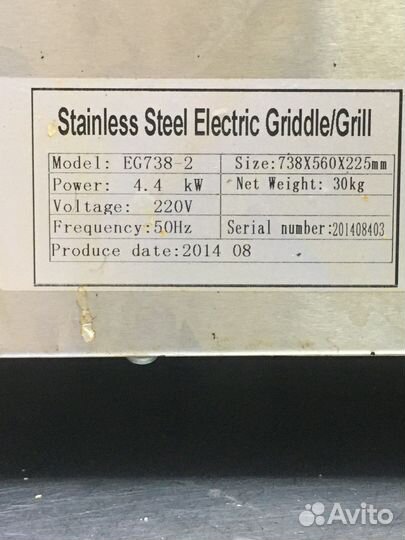 Stainless Steel Electric Griddle/Grill
Model: EG738-2 Size:738X560X225mm
Power: 4.4 kW Net Weight: 30kg
Voltage: 220V
Frequency:50Hz Serial number:201408403
Produce date:2014 08
Avito